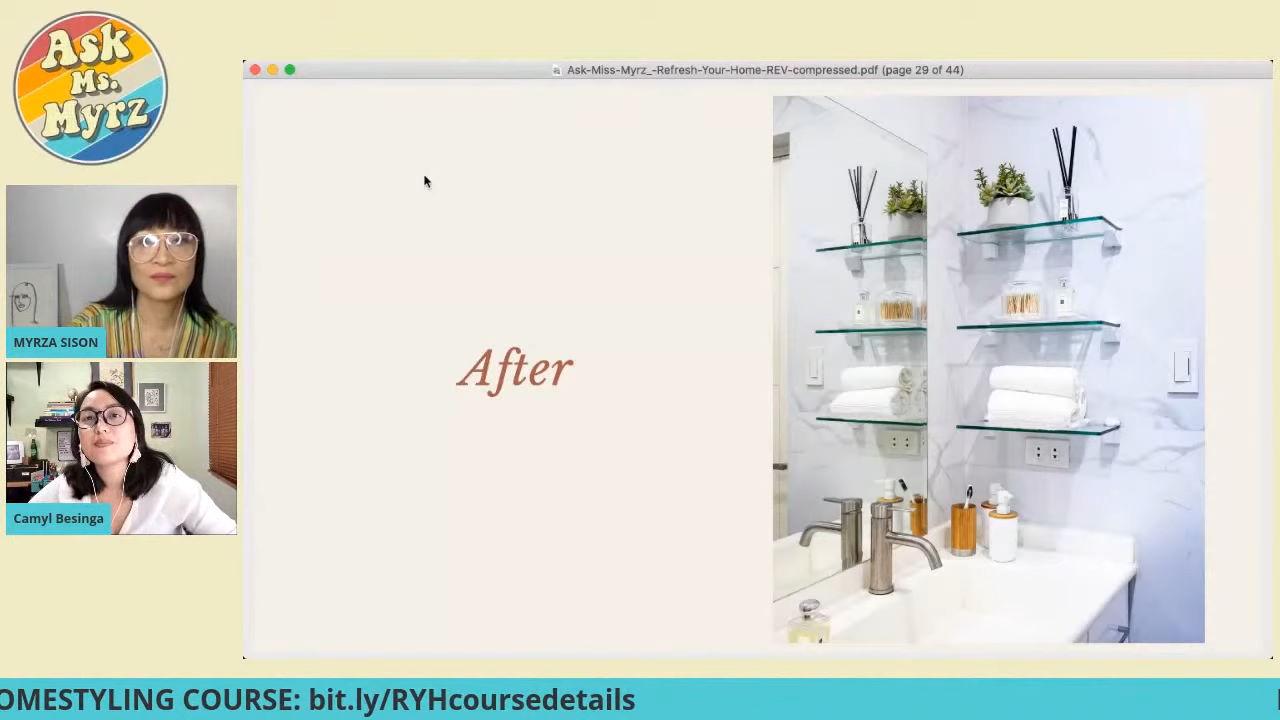 Ask
Ms.
Myrz
Ask-Miss-Myrz_-Refresh-Your-Home-REV-compressed.pdf (page 29 of 44)
After
MYRZA SISON
Camyl Besinga
OMESTYLING COURSE: bit.ly/RYHcoursedetails